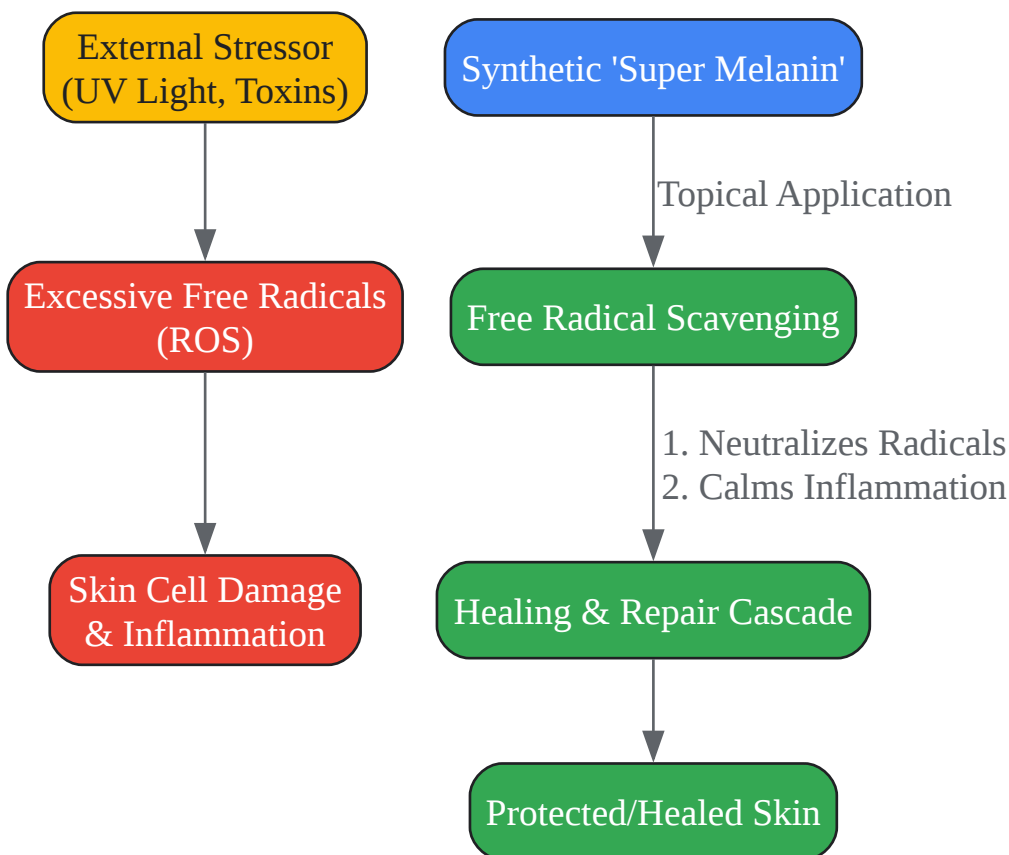 External Stressor
(UV Light, Toxins)
Excessive Free Radicals
(ROS)
Skin Cell Damage
& Inflammation
Synthetic 'Super Melanin'
Topical Application
Free Radical Scavenging
1. Neutralizes Radicals
2. Calms Inflammation
Healing & Repair Cascade
Protected/Healed Skin